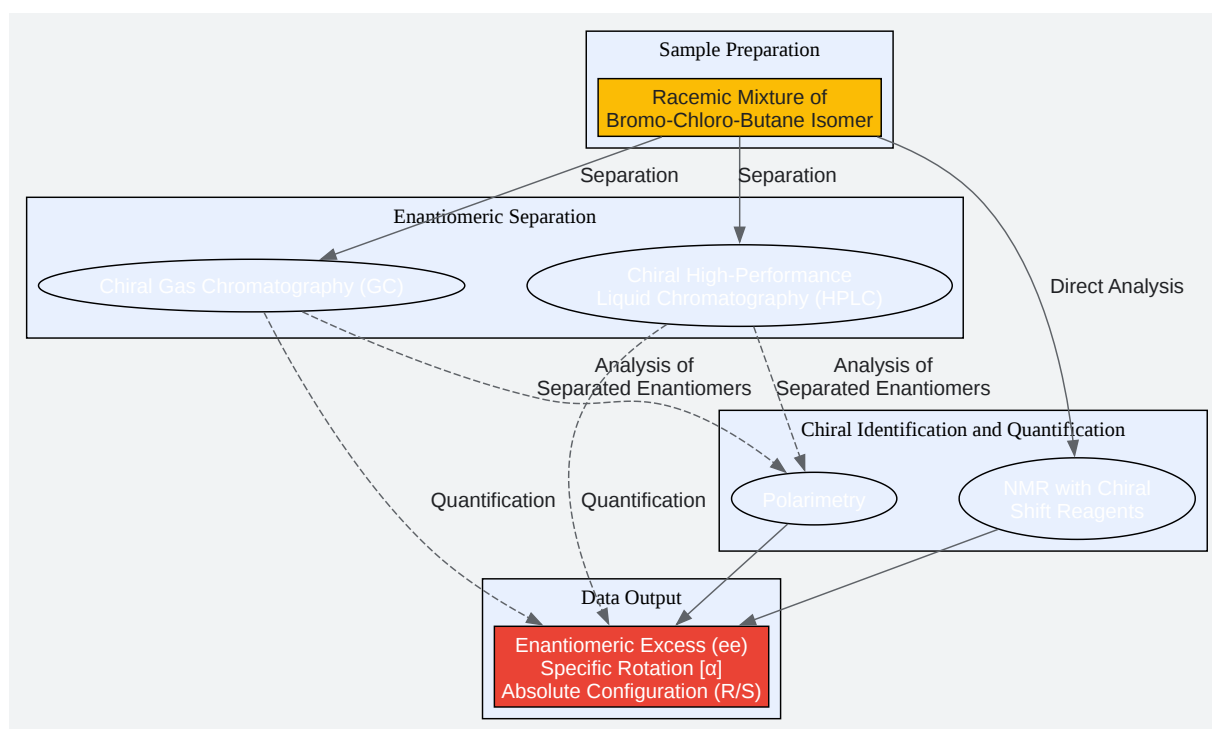 Sample Preparation
Racemic Mixture of
Bromo-Chloro-Butane Isomer
Separation
Separation
Enantiomeric Separation
Chiral Gas Chromatography (GC)
Chiral High-Performance
Liquid Chromatography (HPLC)
Direct Analysis
Analysis of
Separated Enantiomers
Analysis of
Separated Enantiomers
Chiral Identification and Quantification
Polarimetry
NMR with Chiral
Shift Reagents
Quantification
Quantification
Data Output
Enantiomeric Excess (ee)
Specific Rotation [α]
Absolute Configuration (R/S)